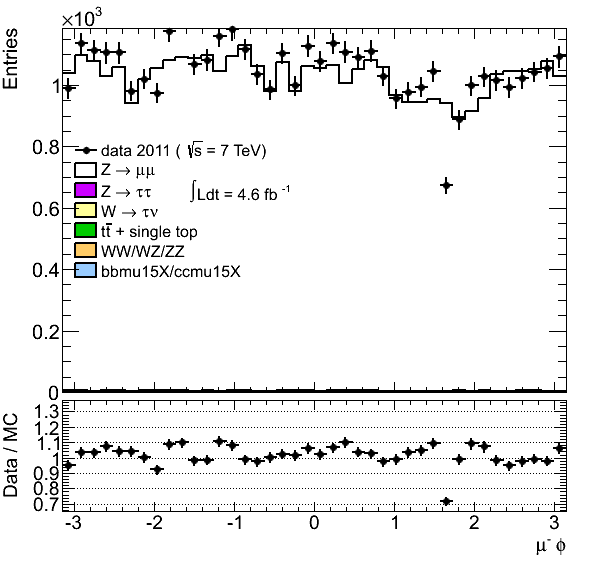 ×10³
Entries
1
0.8
0.6
0.4
0.2
0
data 2011 ( √s = 7 TeV)
Z → μμ
Z → ττ
∫Ldt = 4.6 fb⁻¹
W → τν
tt̄ + single top
WW/WZ/ZZ
bbmu15X/ccmu15X
Data / MC
1.3
1.2
1.1
1
0.9
0.8
0.7
-3 -2 -1 0 1 2 3
μ⁻ ϕ